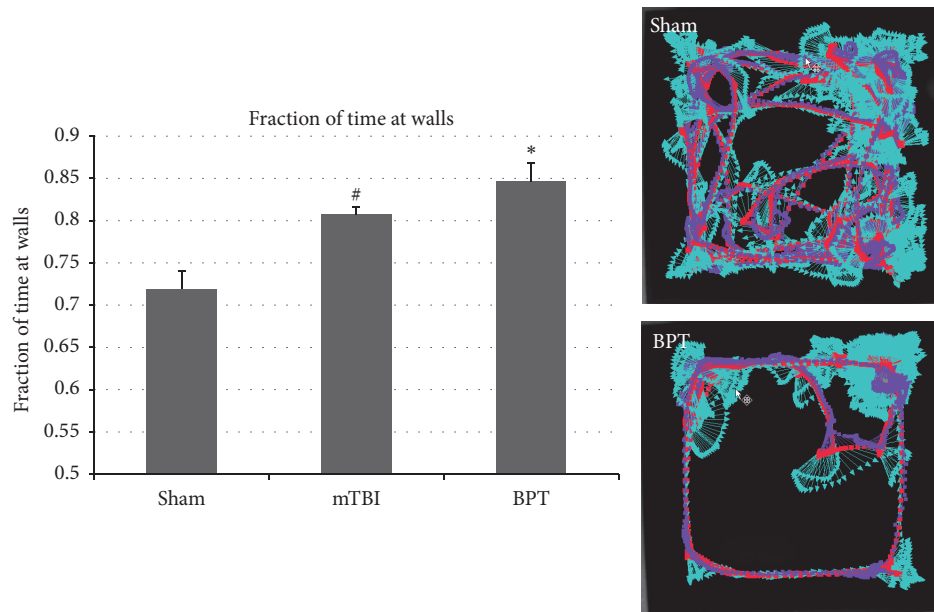 Fraction of time at walls
Fraction of time at walls
0.9
0.85
0.8
0.75
0.7
0.65
0.6
0.55
0.5
#
*
Sham
mTBI
BPT
Sham
BPT